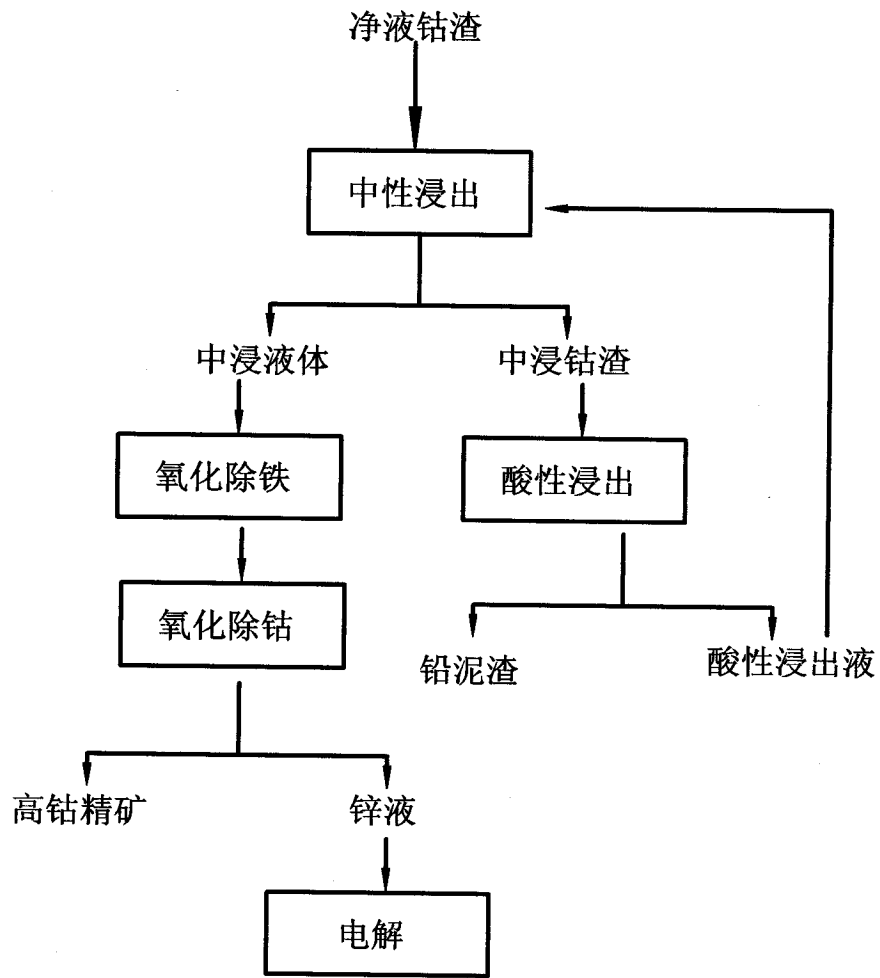 净液钴渣
中性浸出
中浸液体
中浸钴渣
氧化除铁
酸性浸出
氧化除钴
铅泥渣
酸性浸出液
高钴精矿
锌液
电解